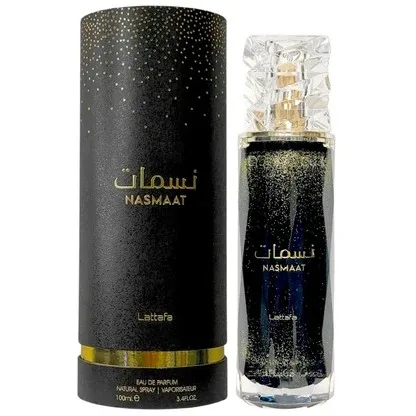 نسمات
NASMAAT
Lattafa
EAU DE PARFUM
NATURAL SPRAY | VAPORISATEUR
100ml e 3.4FL.OZ.
نسمات
NASMAAT
Lattafa